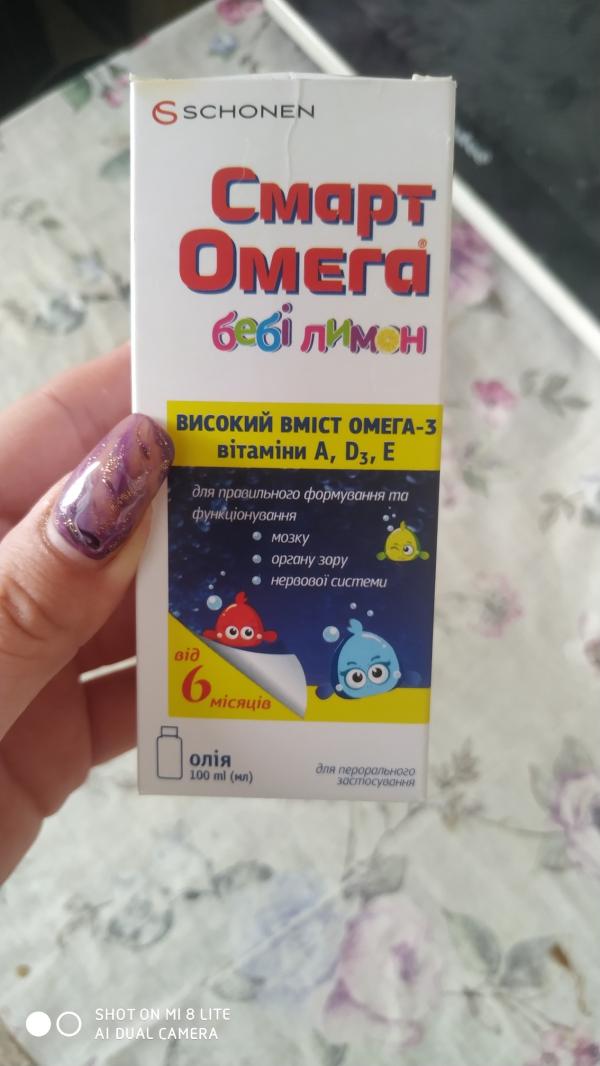 SCHONEN
Смарт
Омега®
бебі лимон
ВИСОКИЙ ВМІСТ ОМЕГА-3
вітаміни A, D₃, E
для правильного формування та
функціонування
мозку
органу зору
нервової системи
від
6 місяців
олія
100 ml (мл)
для перорального
застосування
SHOT ON MI 8 LITE
AI DUAL CAMERA